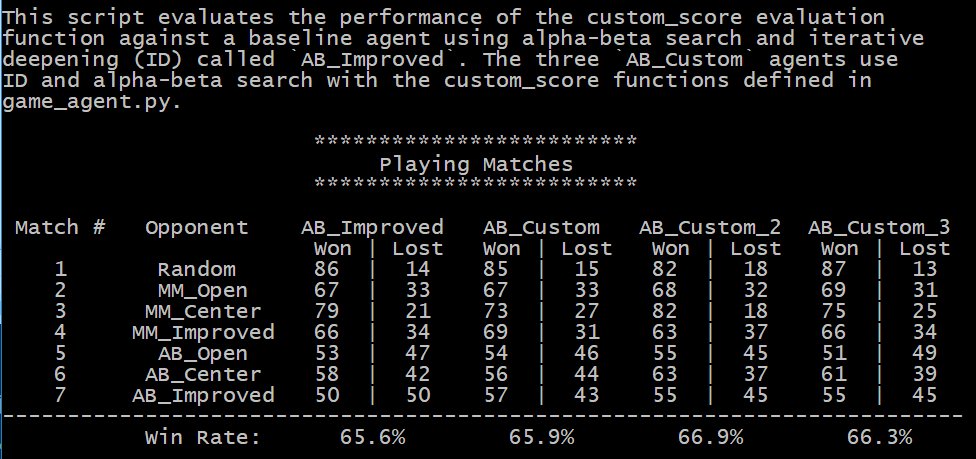 This script evaluates the performance of the custom_score evaluation
function against a baseline agent using alpha-beta search and iterative
deepening (ID) called `AB_Improved`. The three `AB_Custom` agents use
ID and alpha-beta search with the custom_score functions defined in
game_agent.py.
*************************
Playing Matches
*************************
Match # Opponent AB_Improved AB_Custom AB_Custom_2 AB_Custom_3
Won | Lost Won | Lost Won | Lost Won | Lost
1 Random 86 | 14 85 | 15 82 | 18 87 | 13
2 MM_Open 67 | 33 67 | 33 68 | 32 69 | 31
3 MM_Center 79 | 21 73 | 27 82 | 18 75 | 25
4 MM_Improved 66 | 34 69 | 31 63 | 37 66 | 34
5 AB_Open 53 | 47 54 | 46 55 | 45 51 | 49
6 AB_Center 58 | 42 56 | 44 63 | 37 61 | 39
7 AB_Improved 50 | 50 57 | 43 55 | 45 55 | 45
--------------------------------------------------------------------------
Win Rate: 65.6% 65.9% 66.9% 66.3%